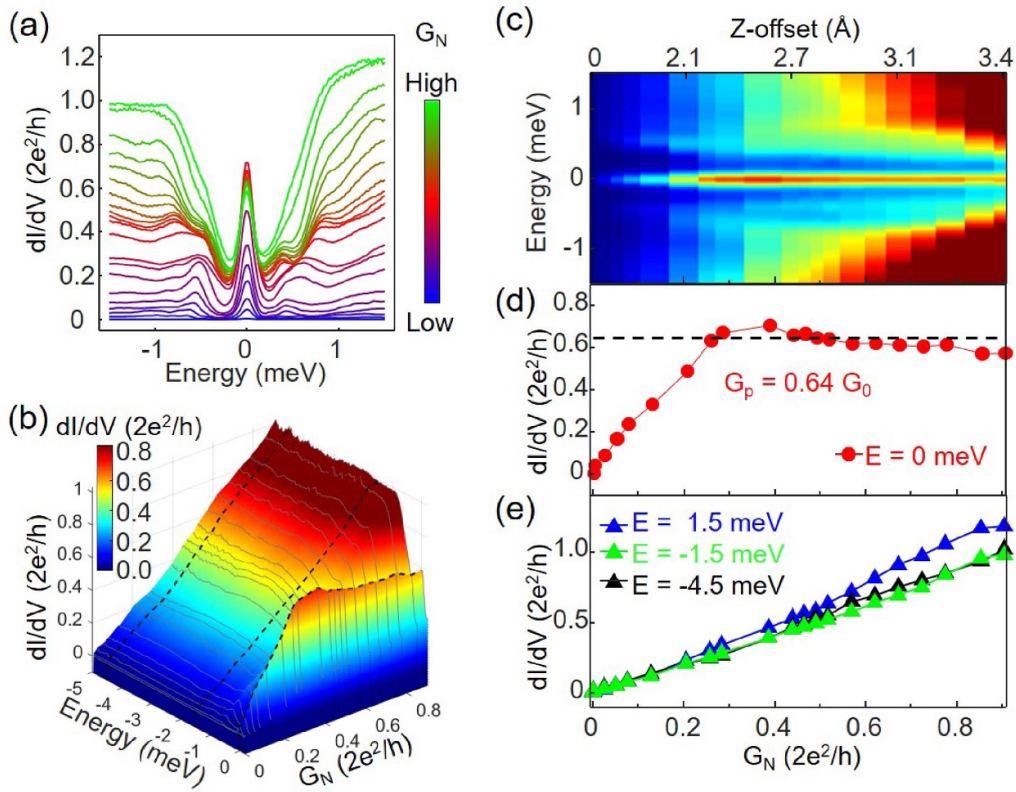 (a)
G_N
High
Low
dI/dV (2e²/h)
1.2
1.0
0.8
0.6
0.4
0.2
0
-1
0
1
Energy (meV)
(b)
dI/dV (2e²/h)
0.8
0.6
0.4
0.2
0.0
dI/dV (2e²/h)
1
0.8
0.6
0.4
0.2
0
-5
-4
-3
-2
-1
0
Energy (meV)
0
0.2
0.4
0.6
0.8
G_N (2e²/h)
(c)
Z-offset (Å)
0 2.1 2.7 3.1 3.4
Energy (meV)
1
0
-1
(d)
dI/dV (2e²/h)
0.8
0.6
0.4
0.2
0
G_p = 0.64 G_0
E = 0 meV
(e)
dI/dV (2e²/h)
1.0
0.5
0
E = 1.5 meV
E = -1.5 meV
E = -4.5 meV
0 0.2 0.4 0.6 0.8
G_N (2e²/h)